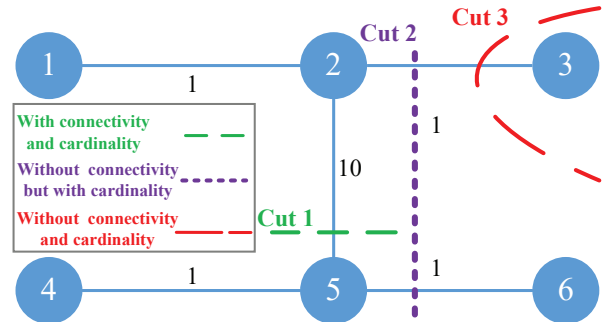 Cut 3
Cut 2
1
2
3
1
1
With connectivity
and cardinality
Without connectivity
but with cardinality
10
Without  connectivity
and cardinality
Cut 1
1
1
4
5
6